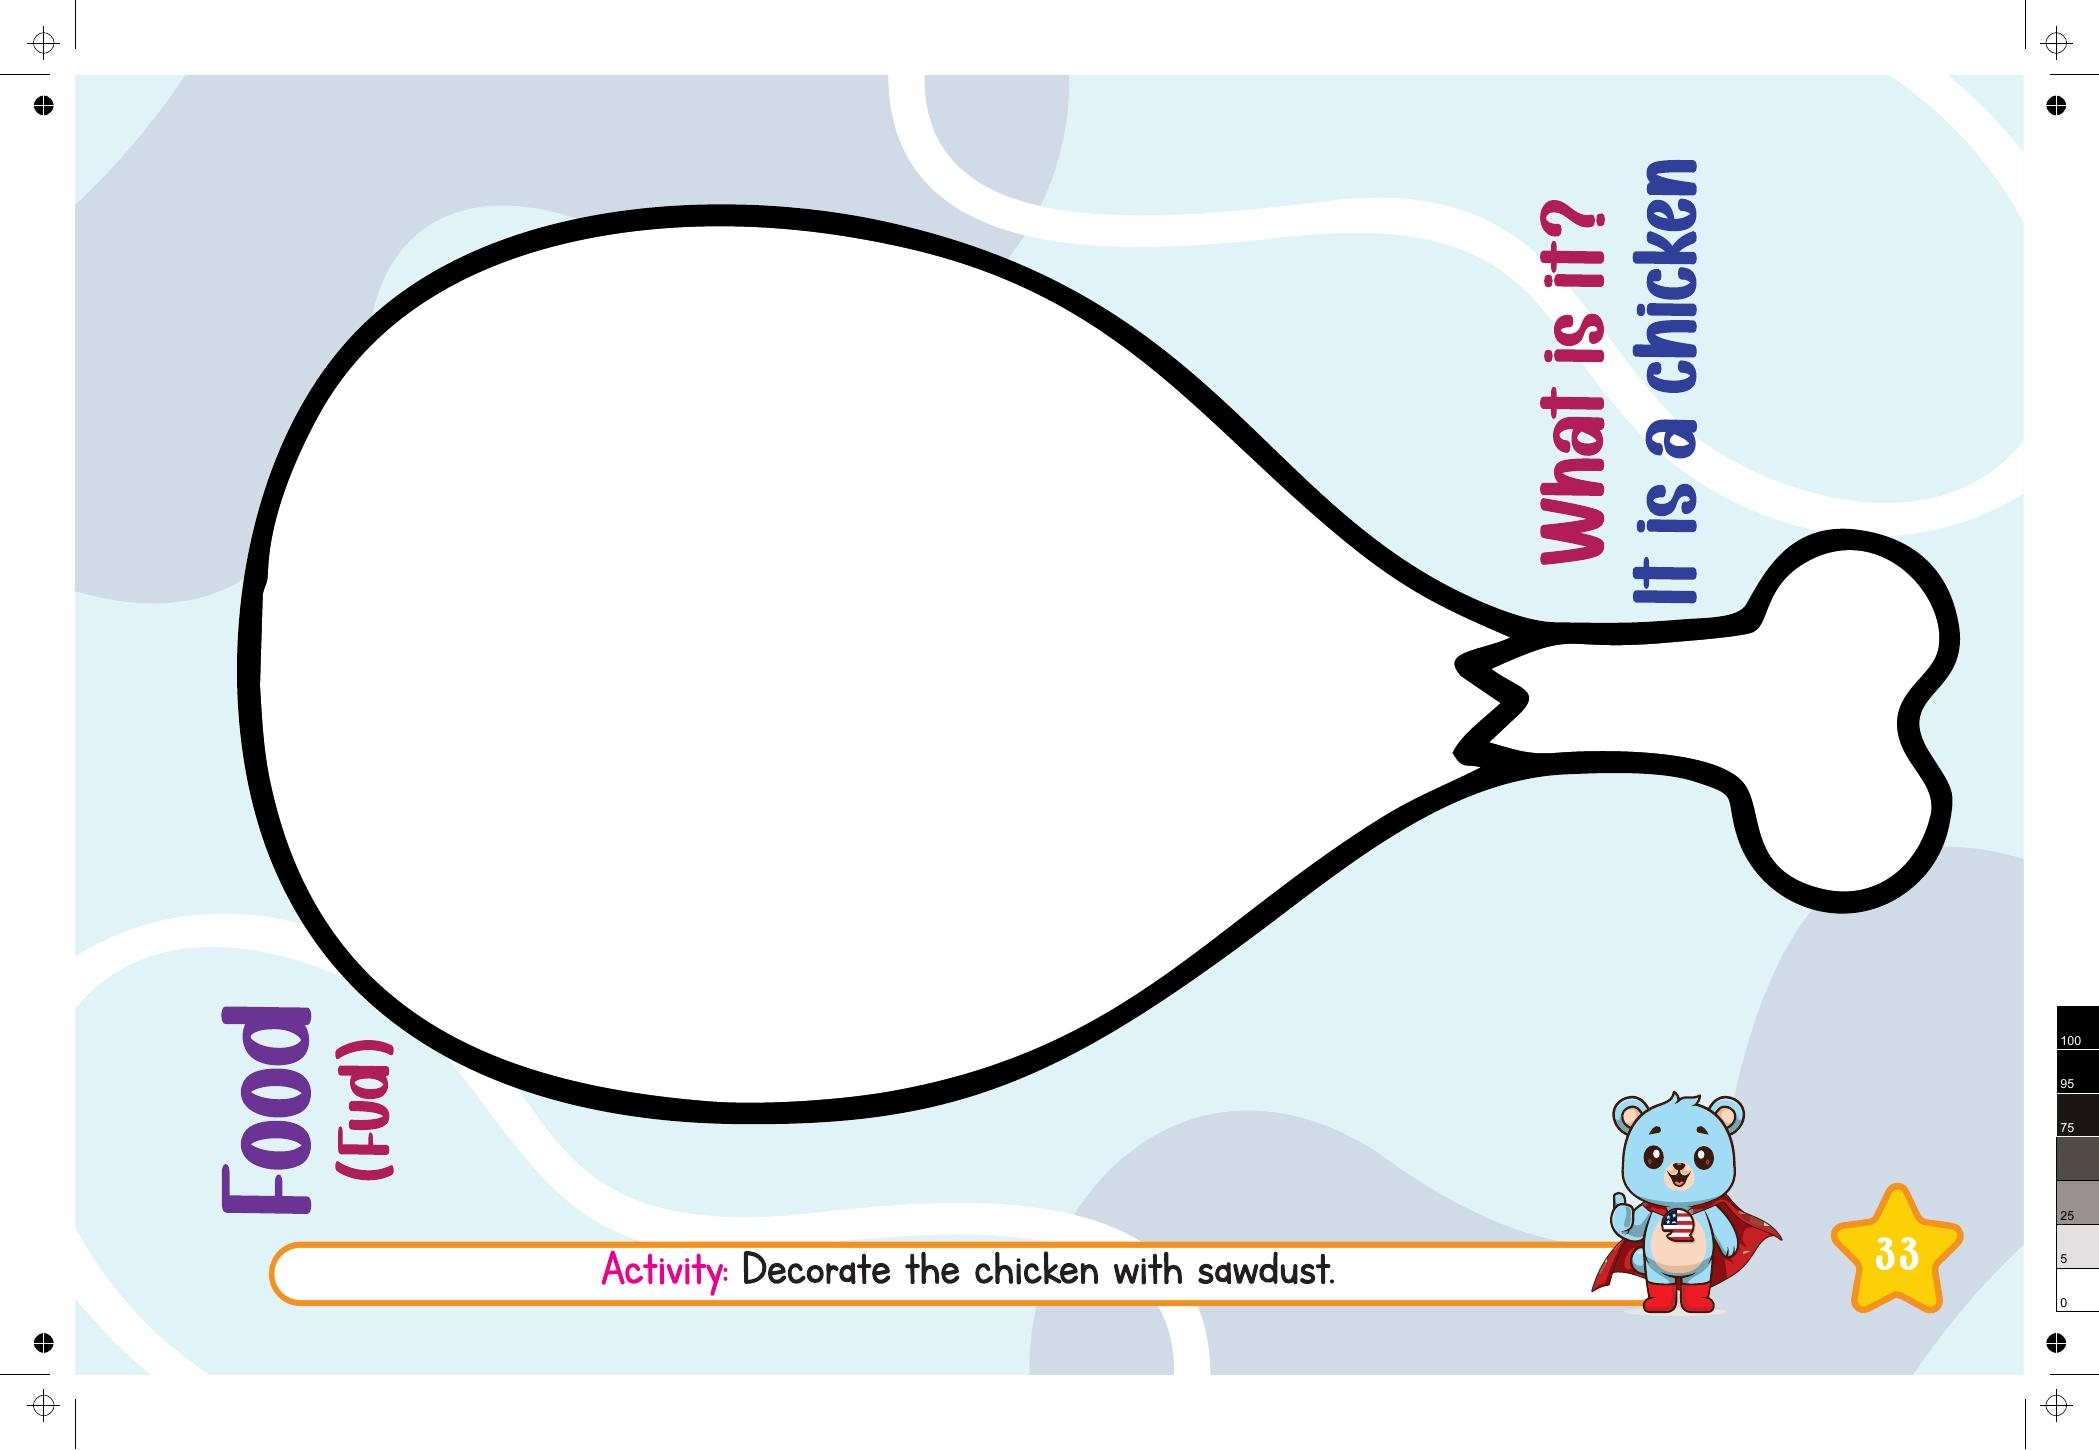 What is it?
It is a chicken
Food
(Fud)
Activity: Decorate the chicken with sawdust.
33
100
95
75
25
5
0